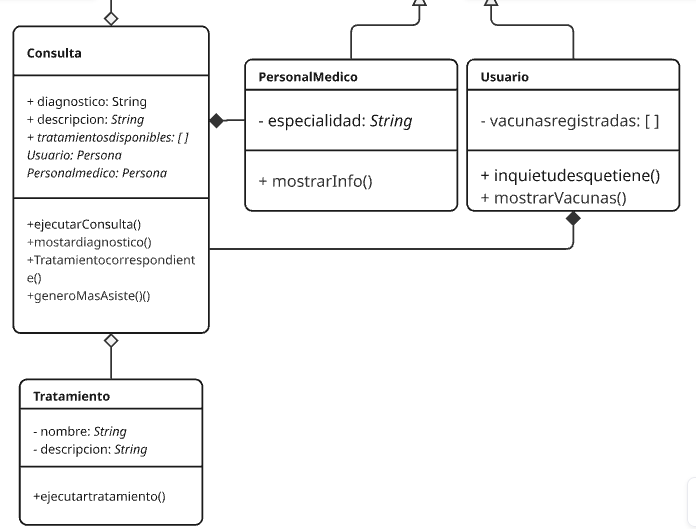 Consulta
+ diagnostico: String
+ descripcion: String
+ tratamientosdisponibles: [ ]
Usuario: Persona
Personalmedico: Persona
+ejecutarConsulta()
+mostardiagnostico()
+Tratamientocorrespondient
e()
+generoMasAsiste()()
PersonalMedico
- especialidad: String
+ mostrarInfo()
Usuario
- vacunasregistradas: [ ]
+ inquietudesquetiene()
+ mostrarVacunas()
Tratamiento
- nombre: String
- descripcion: String
+ejecutartratamiento()